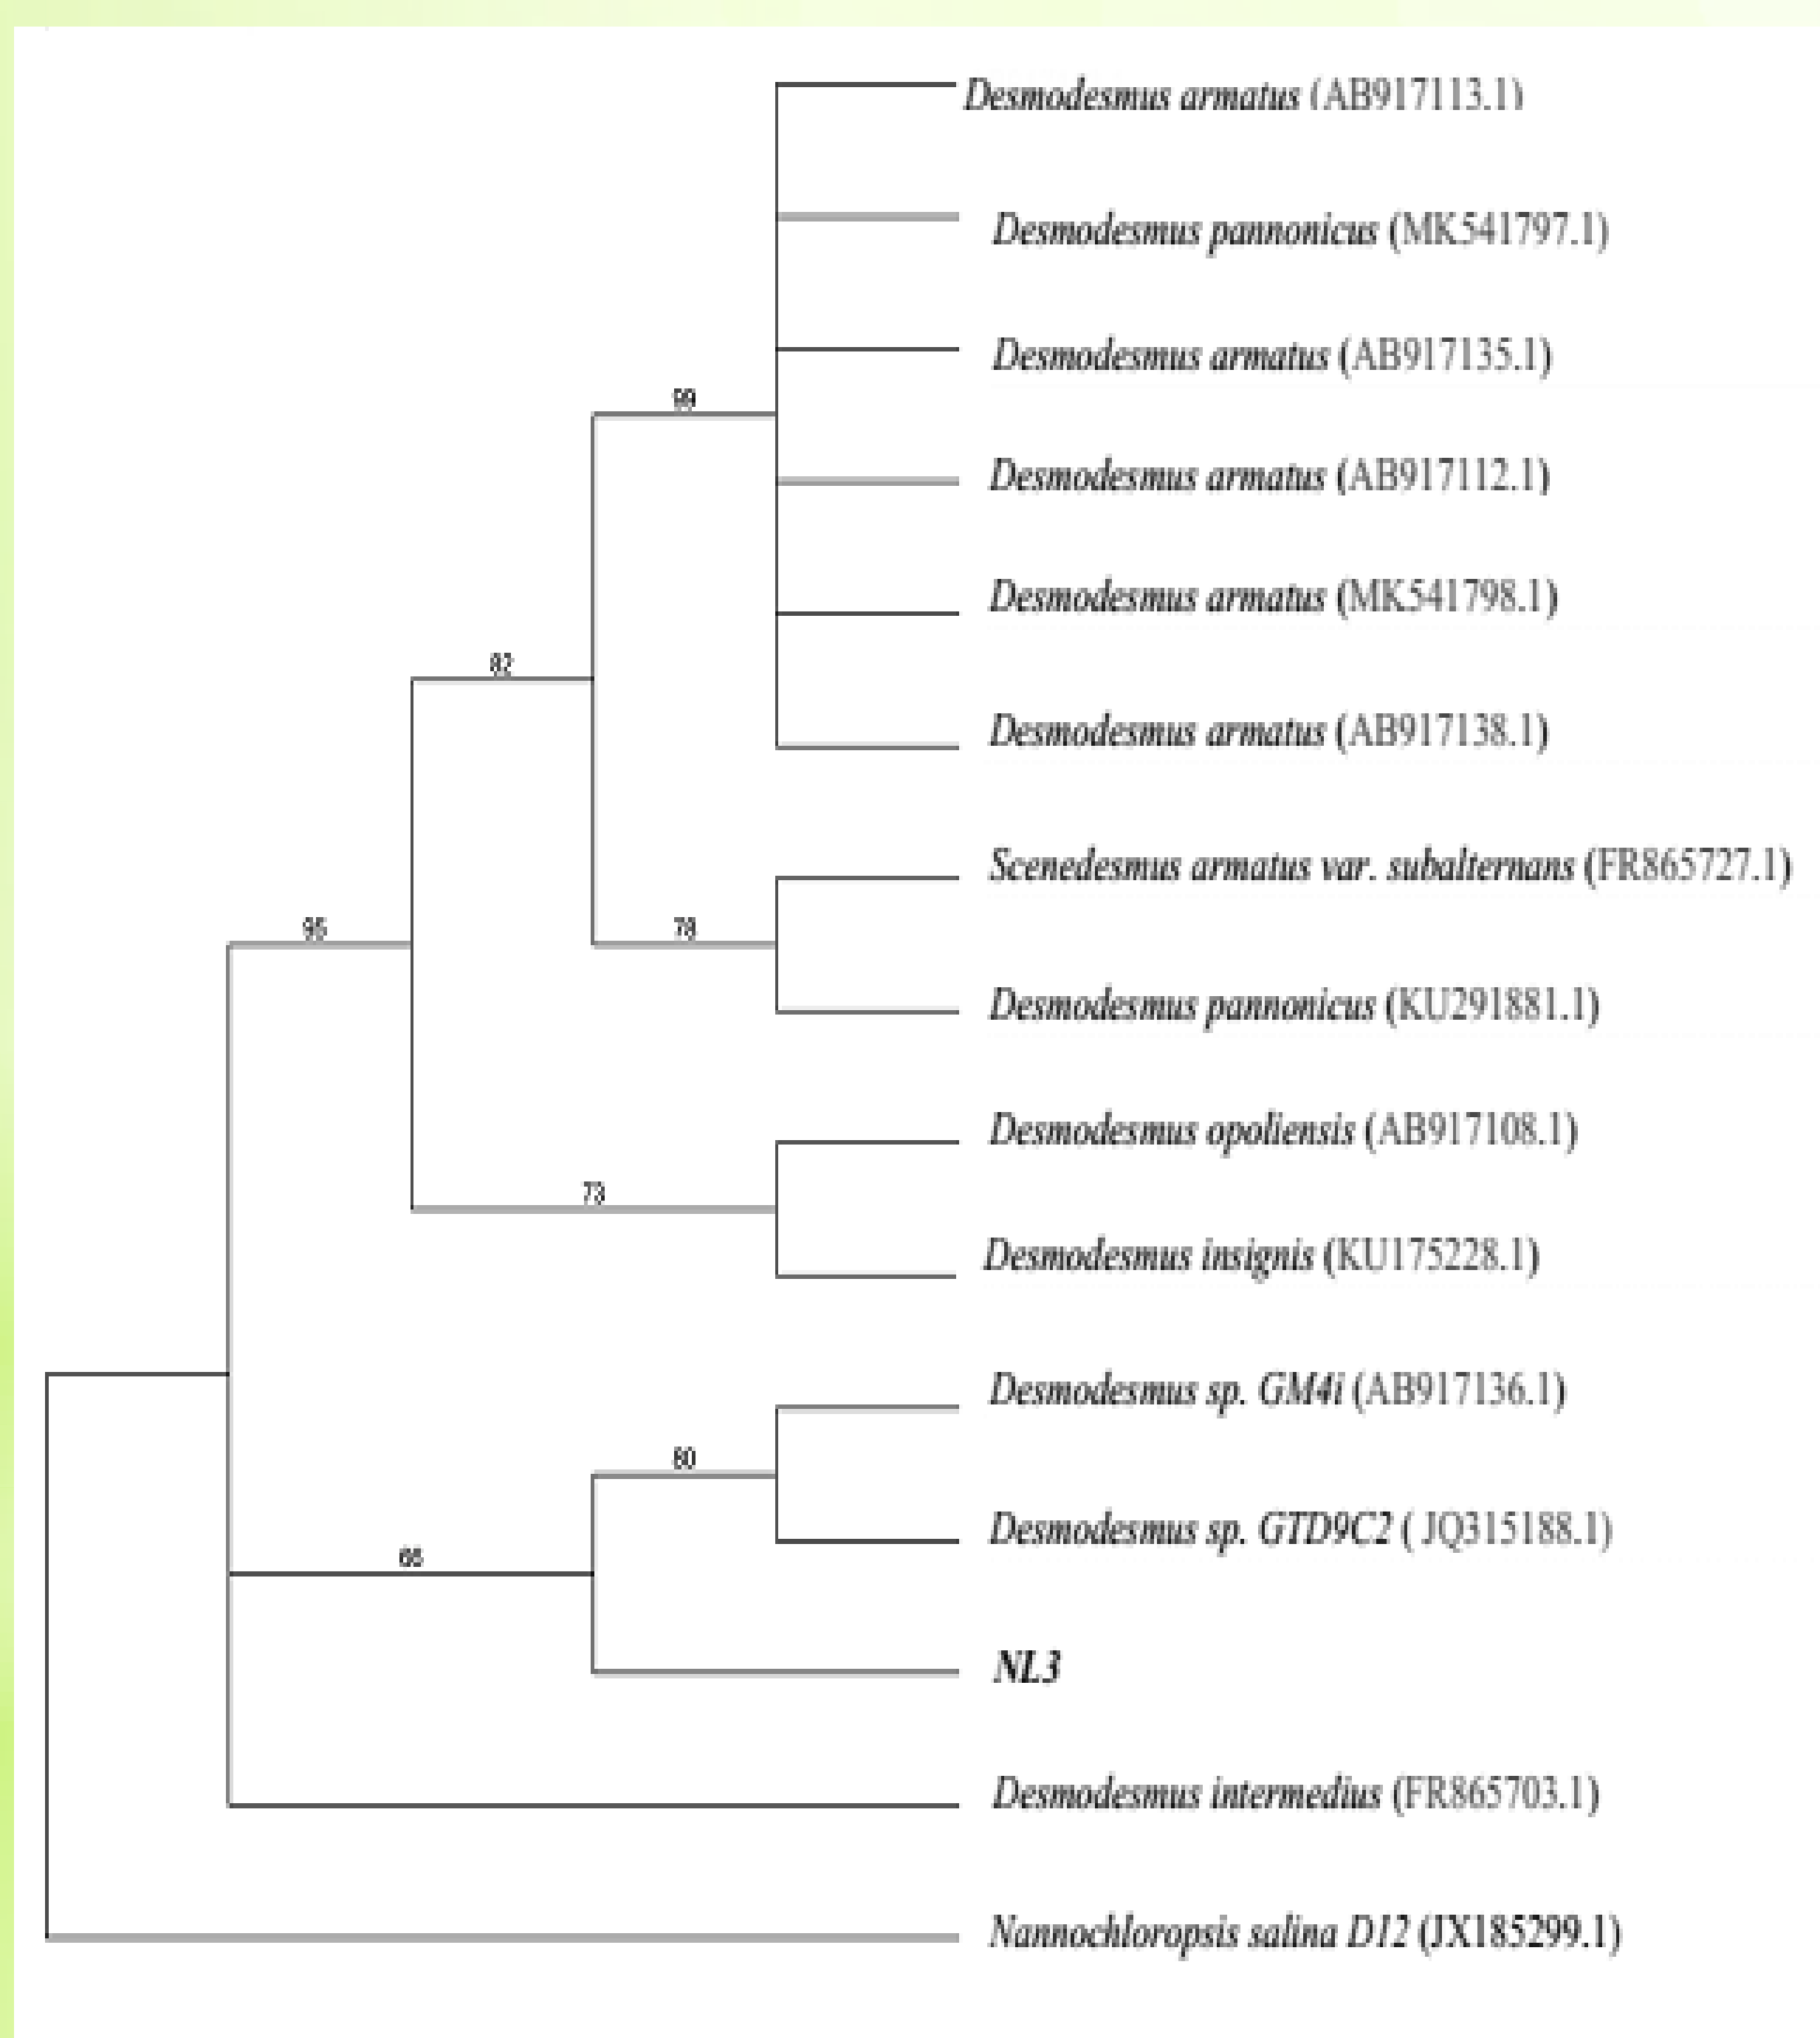 Desmodesmus armatus (AB917113.1)
Desmodesmus pannonicus (MK541797.1)
Desmodesmus armatus (AB917135.1)
99
Desmodesmus armatus (AB917112.1)
Desmodesmus armatus (MK541798.1)
82
Desmodesmus armatus (AB917138.1)
Scenedesmus armatus var. subalternans (FR865727.1)
95
78
Desmodesmus pannonicus (KU291881.1)
Desmodesmus opoliensis (AB917108.1)
73
Desmodesmus insignis (KU175228.1)
Desmodesmus sp. GM4i (AB917136.1)
Desmodesmus sp. GTD9C2 ( JQ315188.1)
NL3
Desmodesmus intermedius (FR865703.1)
Nannochloropsis salina D12 (JX185299.1)